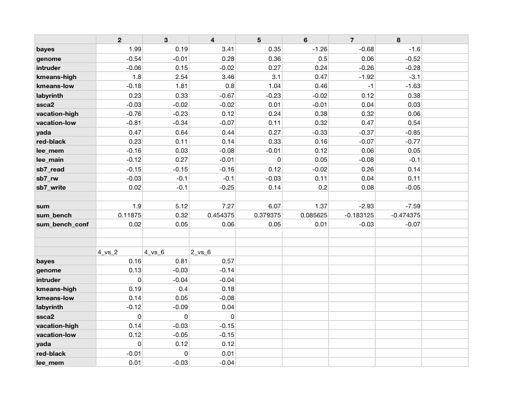 2 3 4 5 6 7 8
bayes 1.99 0.19 3.41 0.35 -1.26 -0.68 -1.6
genome -0.54 -0.01 0.28 0.36 0.5 0.06 -0.52
intruder -0.06 0.15 -0.02 0.27 0.24 -0.26 -0.28
kmeans-high 1.8 2.54 3.46 3.1 0.47 -1.92 -3.1
kmeans-low -0.18 1.81 0.8 1.04 0.46 -1 -1.63
labyrinth 0.23 0.33 -0.67 -0.23 -0.02 0.12 0.38
ssca2 -0.03 -0.02 -0.02 0.01 -0.01 0.04 0.03
vacation-high -0.76 -0.23 0.12 0.24 0.38 0.32 0.06
vacation-low -0.81 -0.34 -0.07 0.11 0.32 0.47 0.54
yada 0.47 0.64 0.44 0.27 -0.33 -0.37 -0.85
red-black 0.23 0.11 0.14 0.33 0.16 -0.07 -0.77
lee_mem -0.16 0.03 -0.08 -0.01 0.12 0.06 0.05
lee_main -0.12 0.27 -0.01 0 0.05 -0.08 -0.1
sb7_read -0.15 -0.15 -0.16 0.12 -0.02 0.26 0.14
sb7_rw -0.03 -0.1 -0.1 -0.03 0.11 0.04 0.11
sb7_write 0.02 -0.1 -0.25 0.14 0.2 0.08 -0.05
sum 1.9 5.12 7.27 6.07 1.37 -2.93 -7.59
sum_bench 0.11875 0.32 0.454375 0.379375 0.085625 -0.183125 -0.474375
sum_bench_conf 0.02 0.05 0.06 0.05 0.01 -0.03 -0.07
4_vs_2 4_vs_6 2_vs_6
bayes 0.16 0.81 0.57
genome 0.13 -0.03 -0.14
intruder 0 -0.04 -0.04
kmeans-high 0.19 0.4 0.18
kmeans-low 0.14 0.05 -0.08
labyrinth -0.12 -0.09 0.04
ssca2 0 0 0
vacation-high 0.14 -0.03 -0.15
vacation-low 0.12 -0.05 -0.15
yada 0 0.12 0.12
red-black -0.01 0 0.01
lee_mem 0.01 -0.03 -0.04